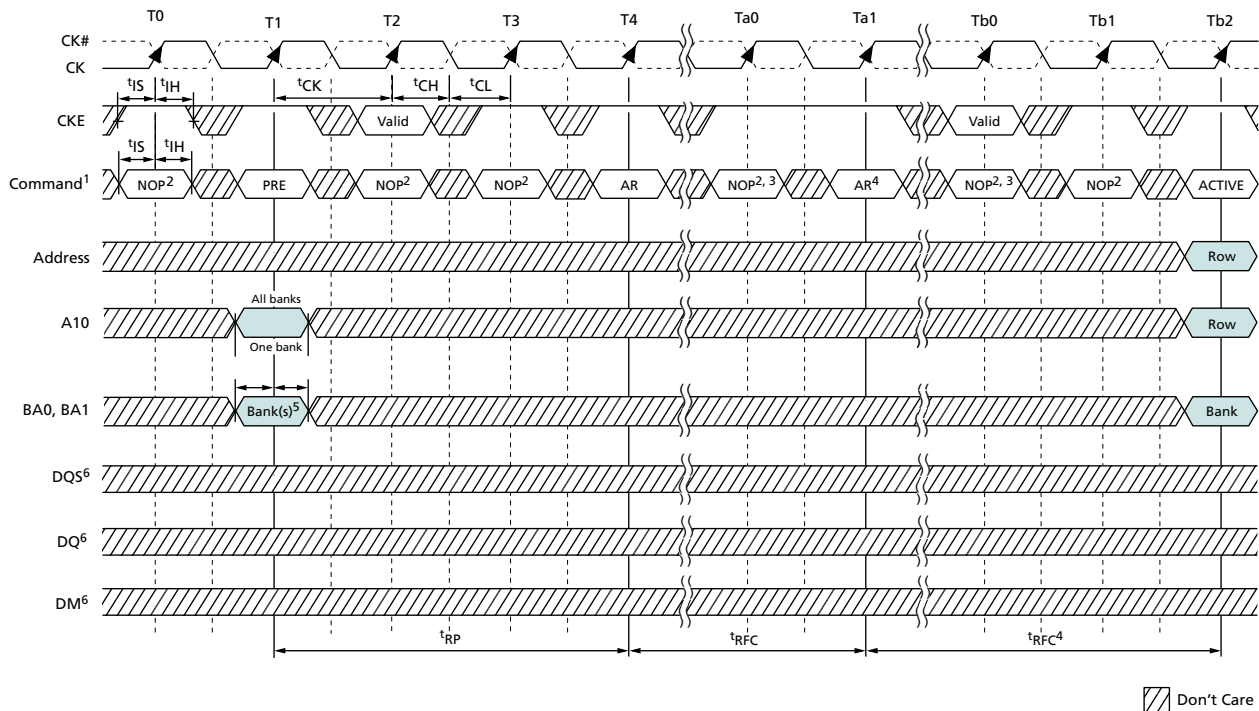 T0 T1 T2 T3 T4 Ta0 Ta1 Tb0 Tb1 Tb2
CK#
CK
tIS tIH tCK tCH tCL
CKE Valid Valid
tIS tIH
Command1 NOP2 PRE NOP2 NOP2 AR NOP2, 3 AR4 NOP2, 3 NOP2 ACTIVE
Address Row
All banks
A10 Row
One bank
BA0, BA1 Bank(s)5 Bank
DQS6
DQ6
DM6
tRP tRFC tRFC4
Don't Care